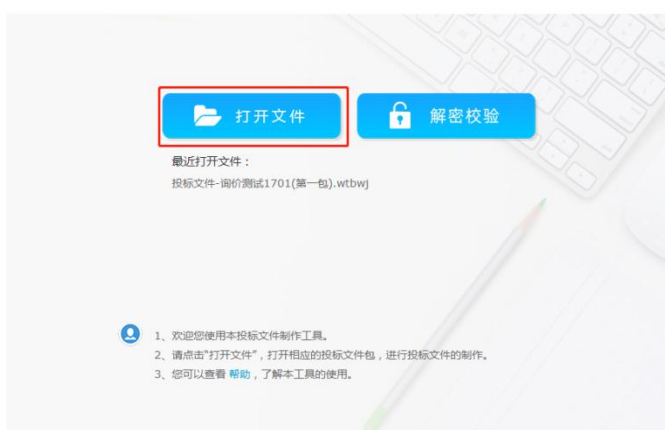 打开文件
解密校验
最近打开文件：
投标文件-询价测试1701(第一包).wtbwj
1、欢迎您使用本投标文件制作工具。
2、请点击"打开文件"，打开相应的投标文件包，进行投标文件的制作。
3、您可以查看 帮助，了解本工具的使用。